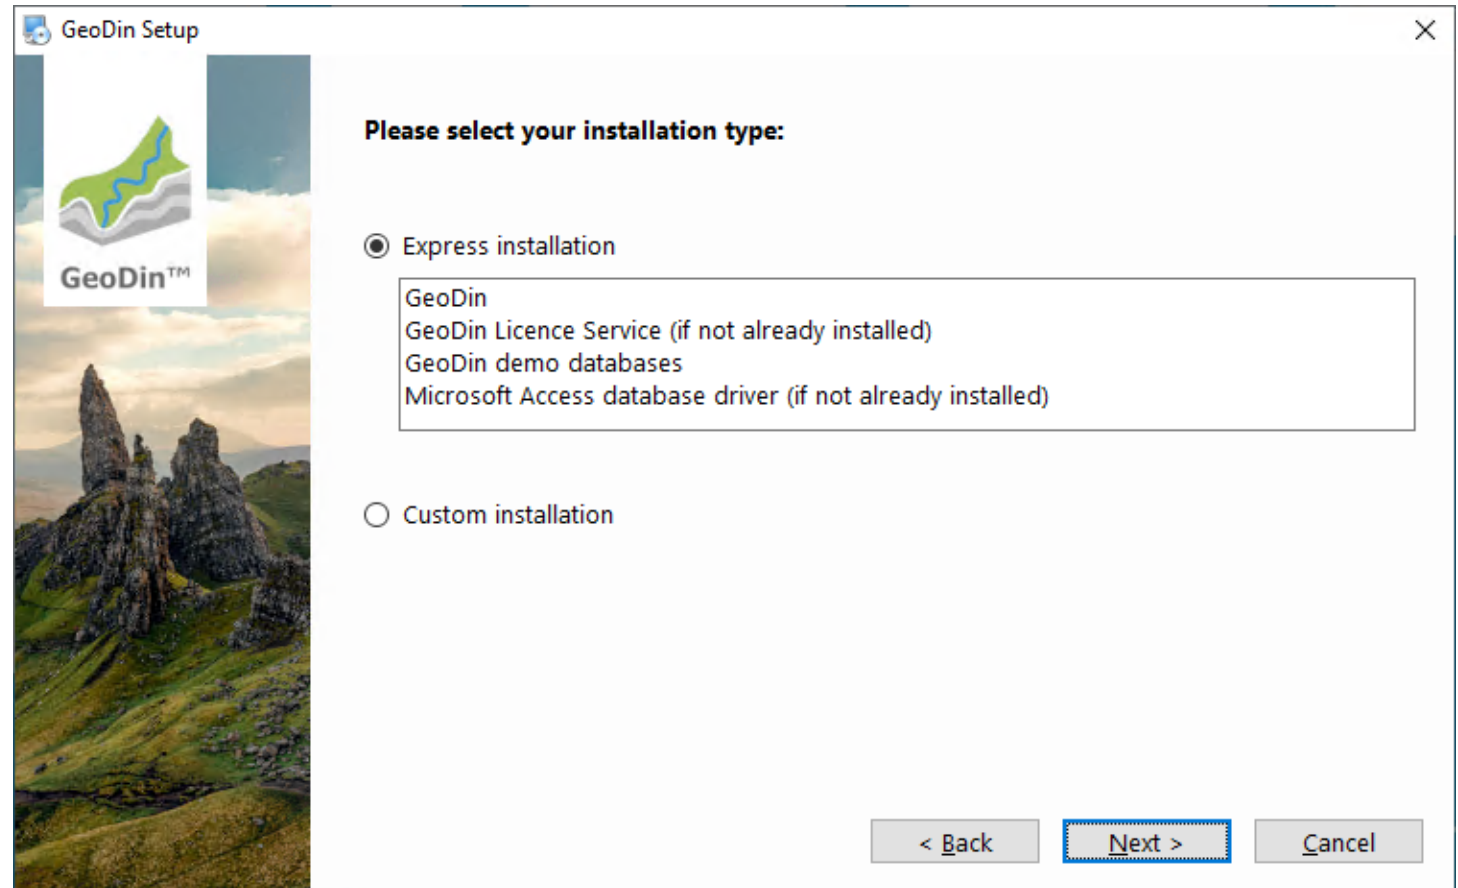 GeoDin Setup
GeoDin™
Please select your installation type:
Express installation
GeoDin
GeoDin Licence Service (if not already installed)
GeoDin demo databases
Microsoft Access database driver (if not already installed)
Custom installation
< Back
Next >
Cancel